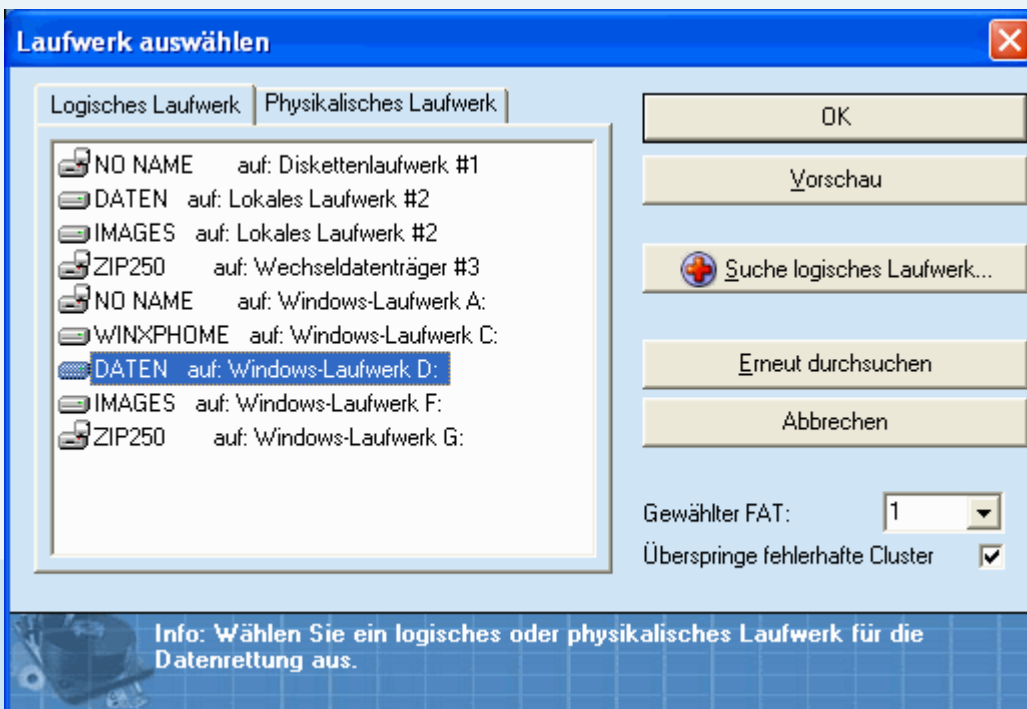 Laufwerk auswählen
Logisches Laufwerk
Physikalisches Laufwerk
NO NAME auf: Diskettenlaufwerk #1
DATEN auf: Lokales Laufwerk #2
IMAGES auf: Lokales Laufwerk #2
ZIP250 auf: Wechseldatenträger #3
NO NAME auf: Windows-Laufwerk A:
WINXPHOME auf: Windows-Laufwerk C:
DATEN auf: Windows-Laufwerk D:
IMAGES auf: Windows-Laufwerk F:
ZIP250 auf: Windows-Laufwerk G:
OK
Vorschau
Suche logisches Laufwerk...
Erneut durchsuchen
Abbrechen
Gewählter FAT: 1
Überspringe fehlerhafte Cluster
Info: Wählen Sie ein logisches oder physikalisches Laufwerk für die
Datenrettung aus.